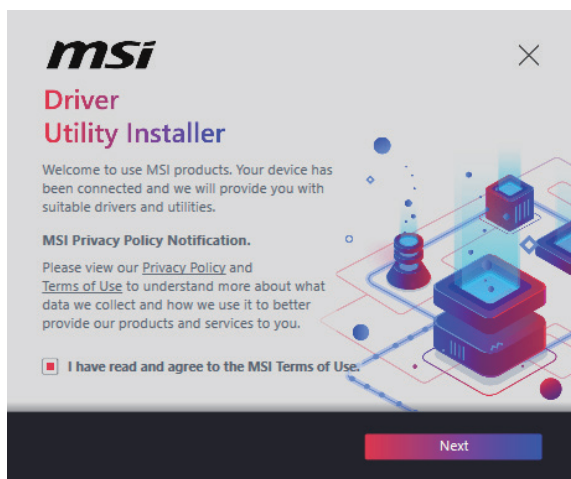 msi
Driver
Utility Installer
Welcome to use MSI products. Your device has
been connected and we will provide you with
suitable drivers and utilities.
MSI Privacy Policy Notification.
Please view our Privacy Policy and
Terms of Use to understand more about what
data we collect and how we use it to better
provide our products and services to you.
I have read and agree to the MSI Terms of Use.
Next